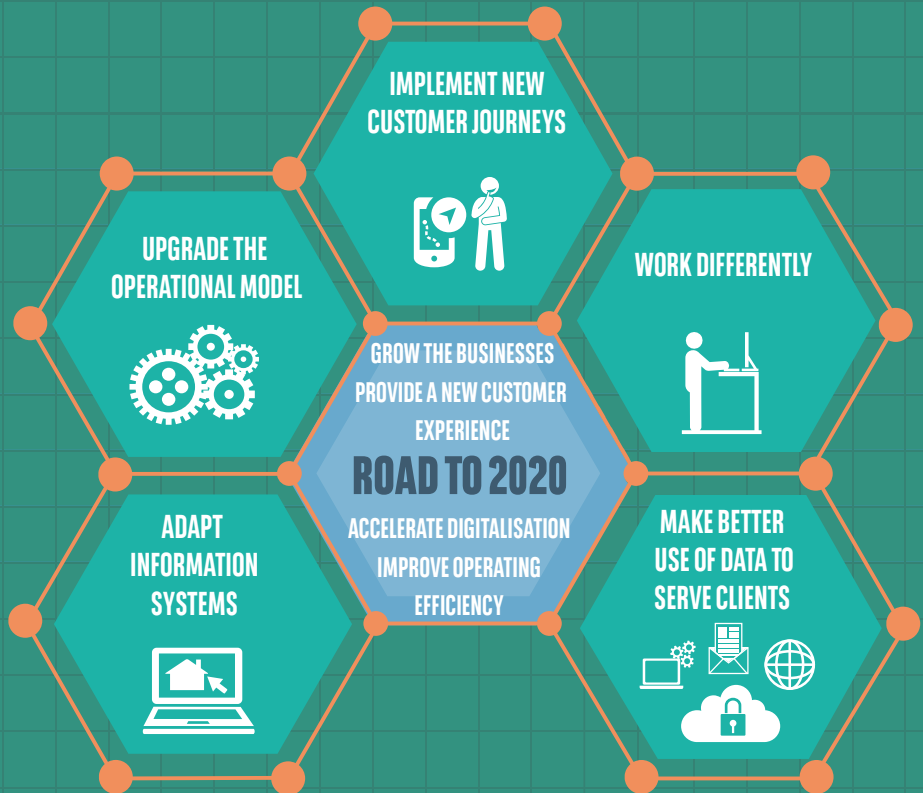 IMPLEMENT NEW
CUSTOMER JOURNEYS
UPGRADE THE
OPERATIONAL MODEL
WORK DIFFERENTLY
GROW THE BUSINESSES
PROVIDE A NEW CUSTOMER
EXPERIENCE
ROAD TO 2020
ACCELERATE DIGITALISATION
IMPROVE OPERATING
EFFICIENCY
ADAPT
INFORMATION
SYSTEMS
MAKE BETTER
USE OF DATA TO
SERVE CLIENTS